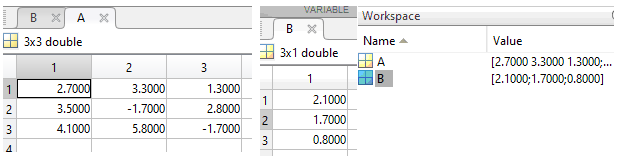 B A
3x3 double
1 2 3
1 2.7000 3.3000 1.3000
2 3.5000 -1.7000 2.8000
3 4.1000 5.8000 -1.7000
VARIABLE
B
3x1 double
1
1 2.1000
2 1.7000
3 0.8000
Workspace
Name Value
A [2.7000 3.3000 1.3000;...
B [2.1000;1.7000;0.8000]